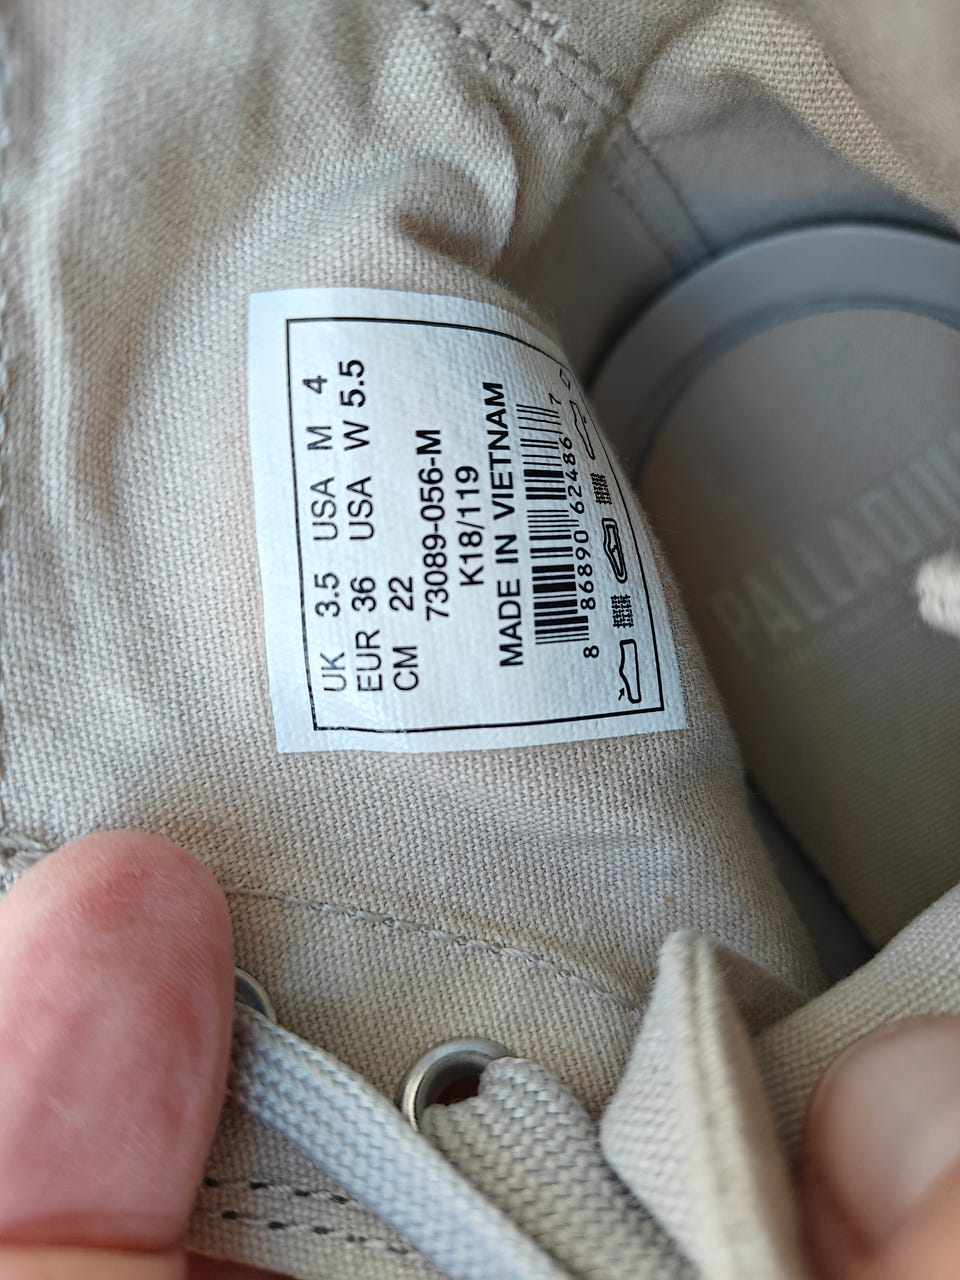 UK 3.5 USA M 4
EUR 36 USA W 5.5
CM 22
73089-056-M
K18/119
MADE IN VIETNAM
8 86890 62486 7
PALLADIUM